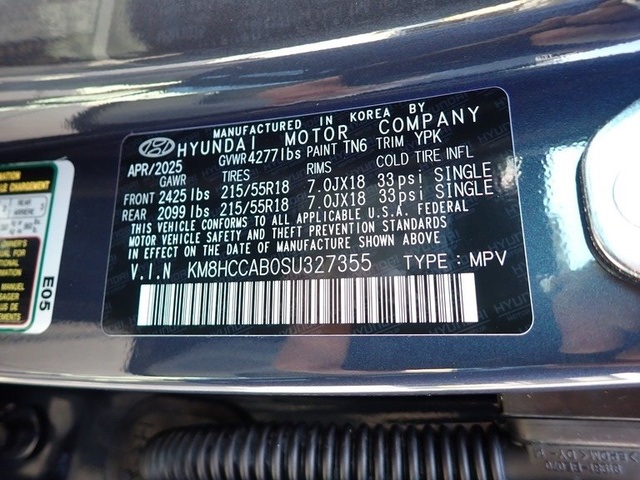 MANUFACTURED IN KOREA BY
HYUNDAI MOTOR COMPANY
APR/2025 GVWR4277lbs PAINT TN6 TRIM YPK
GAWR TIRES RIMS COLD TIRE INFL
FRONT 2425lbs 215/55R18 7.0JX18 33psi SINGLE
REAR 2099lbs 215/55R18 7.0JX18 33psi SINGLE
THIS VEHICLE CONFORMS TO ALL APPLICABLE U.S.A. FEDERAL
MOTOR VEHICLE SAFETY AND THEFT PREVENTION STANDARDS
IN EFFECT ON THE DATE OF MANUFACTURE SHOWN ABOVE
V.I.N KM8HCCAB0SU327355 TYPE: MPV
E05